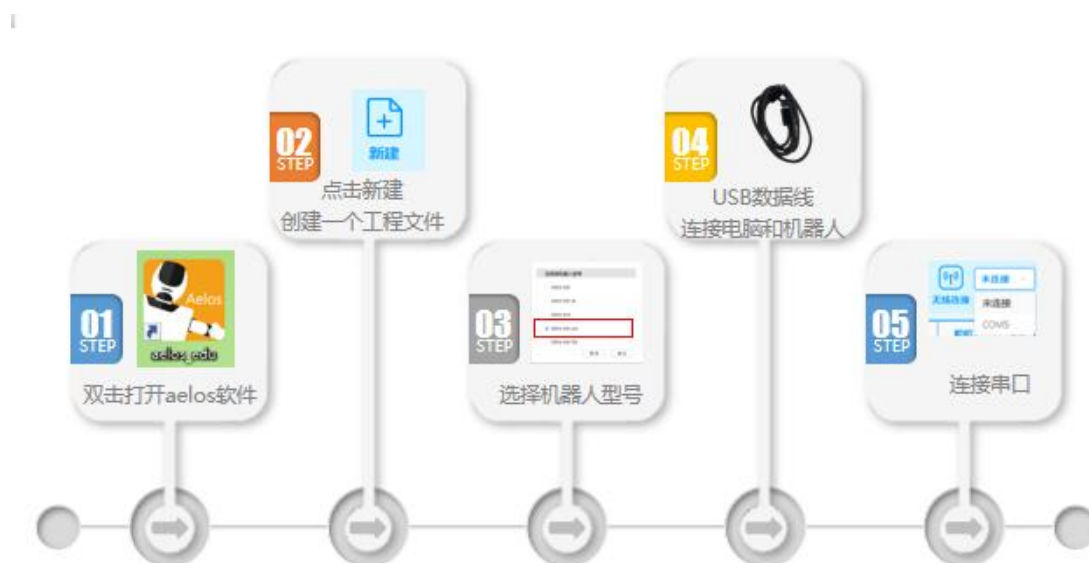 01
STEP
Aelos
aelos_edu
双击打开aelos软件
02
STEP
新建
点击新建
创建一个工程文件
03
STEP
选择机器人型号
04
STEP
USB数据线
连接电脑和机器人
05
STEP
无线连接
未连接
未连接
COM5
连接串口